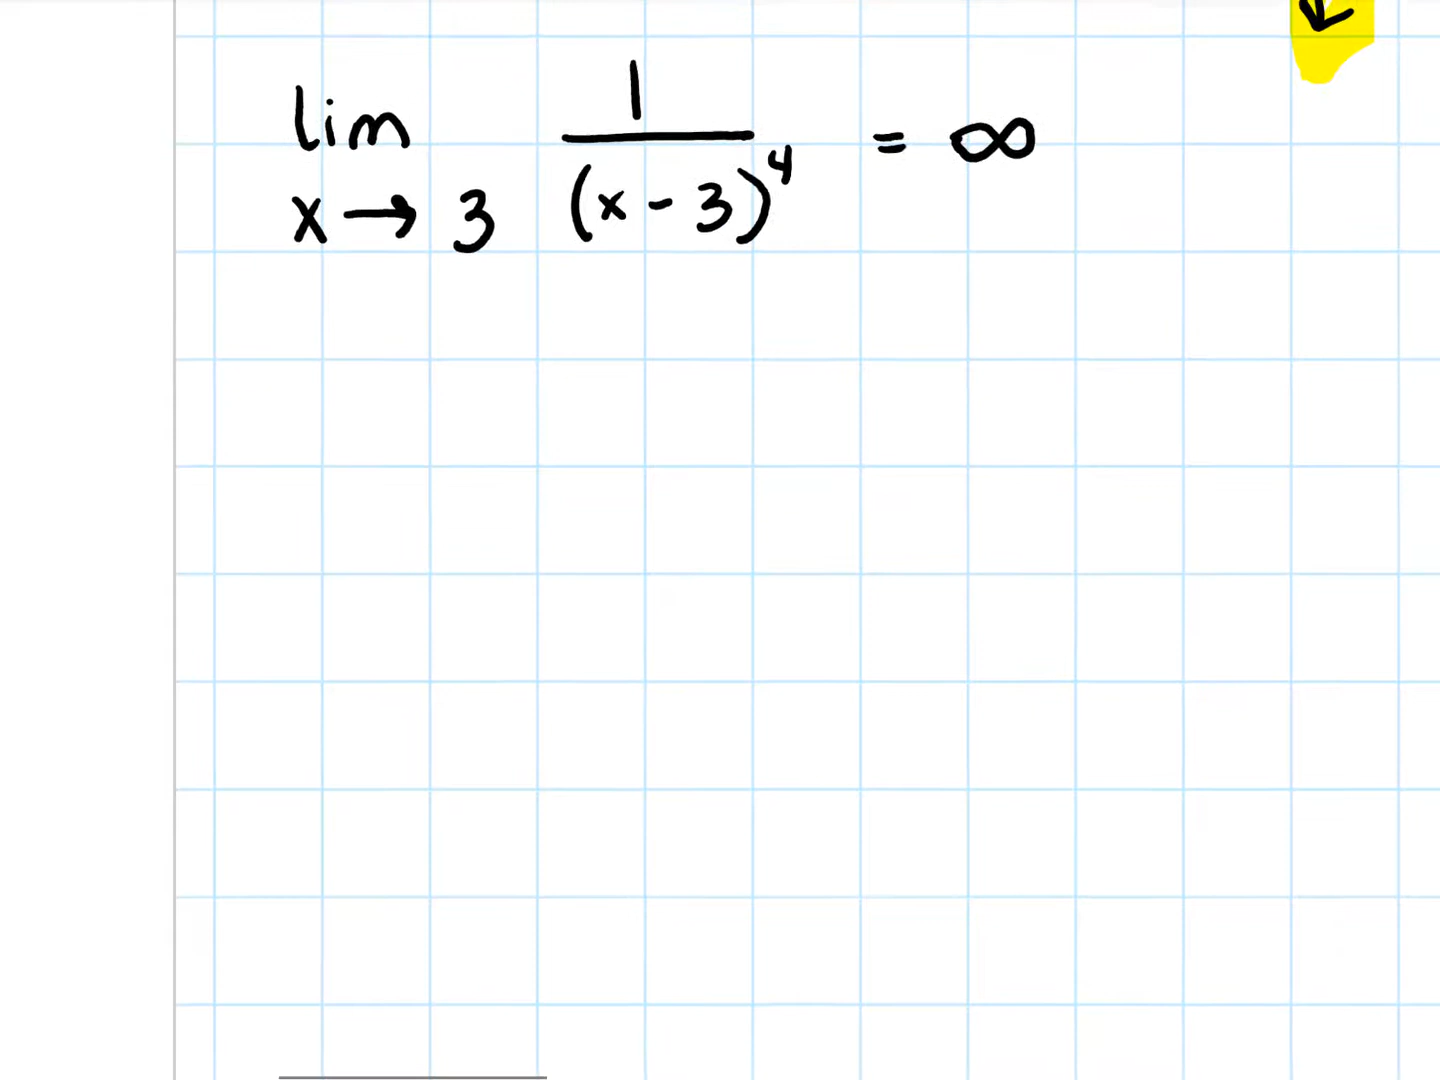 lim 1/(x - 3)^4 = ∞
x → 3